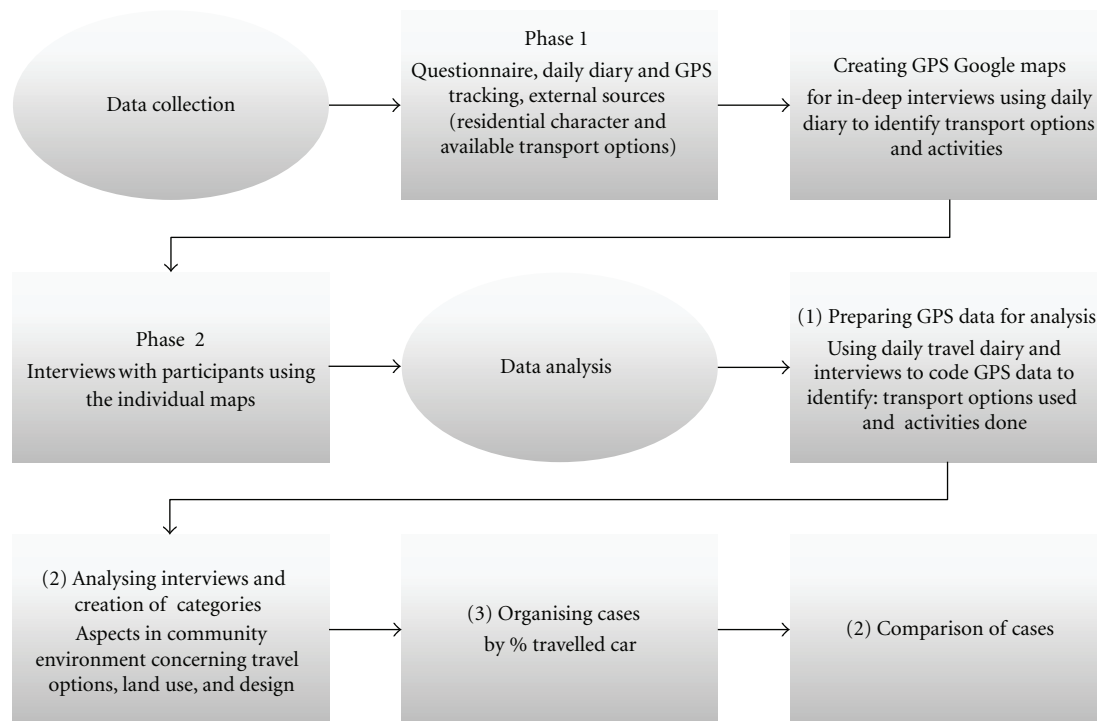 Data collection
Phase 1
Questionnaire, daily diary and GPS
tracking, external sources
(residential character and
available transport options)
Creating GPS Google maps
for in-deep interviews using daily
diary to identify transport options
and activities
Phase 2
Interviews with participants using
the individual maps
Data analysis
(1) Preparing GPS data for analysis
Using daily travel dairy and
interviews to code GPS data to
identify: transport options used
and activities done
(2) Analysing interviews and
creation of categories
Aspects in community
environment concerning travel
options, land use, and design
(3) Organising cases
by % travelled car
(2) Comparison of cases